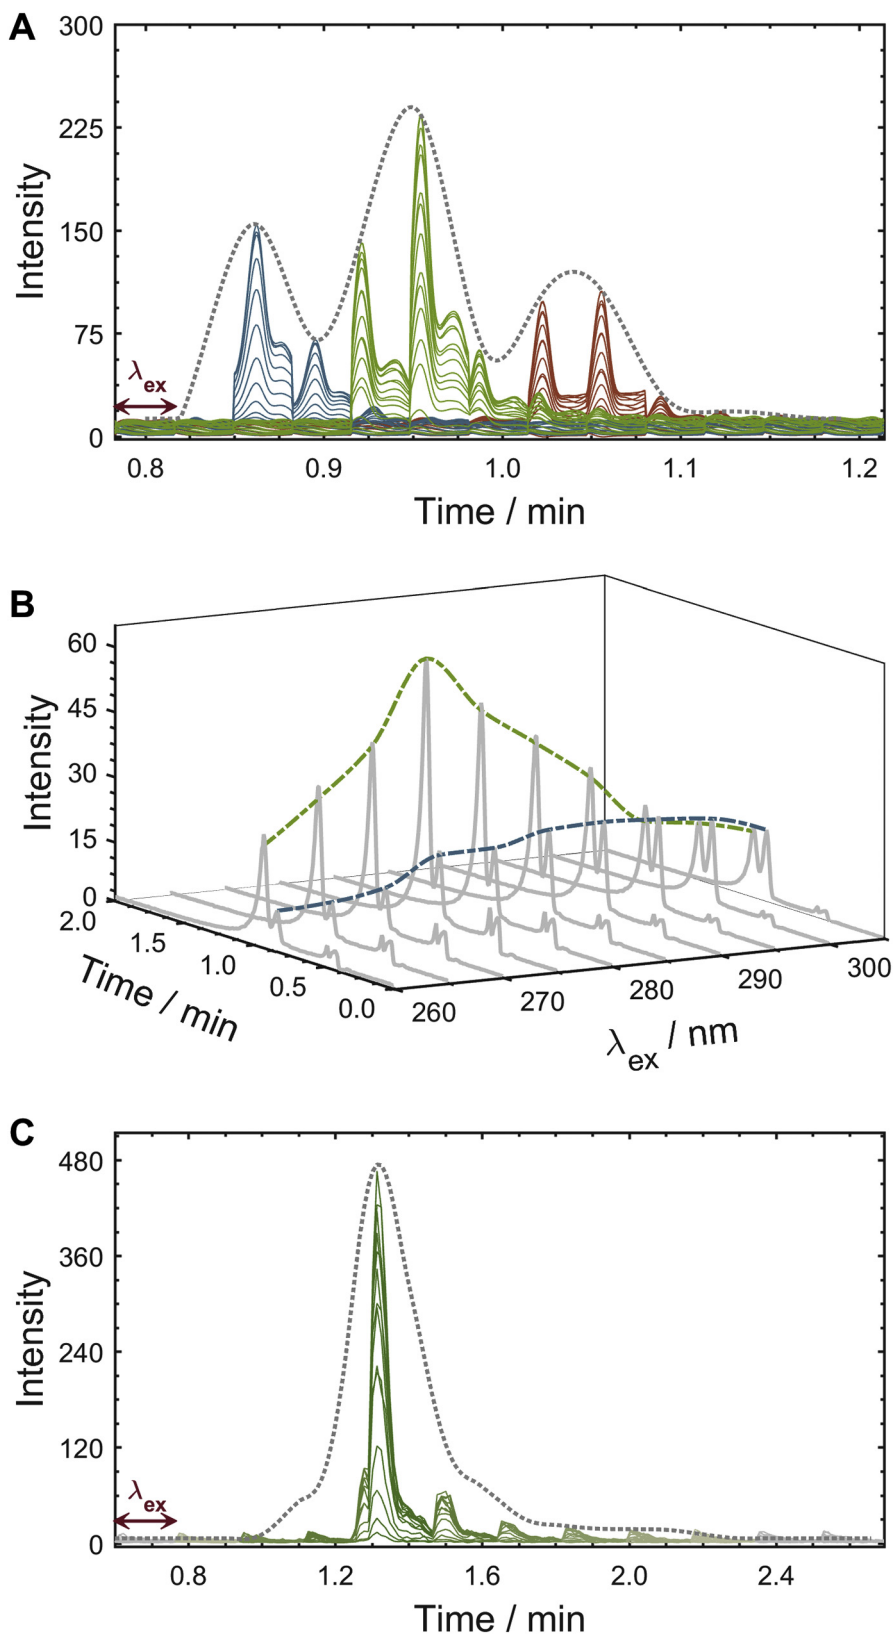 A
300
225
150
75
0
Intensity
λex
0.8 0.9 1.0 1.1 1.2
Time / min
B
60
45
30
15
0
Intensity
2.0 1.5 1.0 0.5 0.0
Time / min
260 270 280 290 300
λex / nm
C
480
360
240
120
0
Intensity
λex
0.8 1.2 1.6 2.0 2.4
Time / min